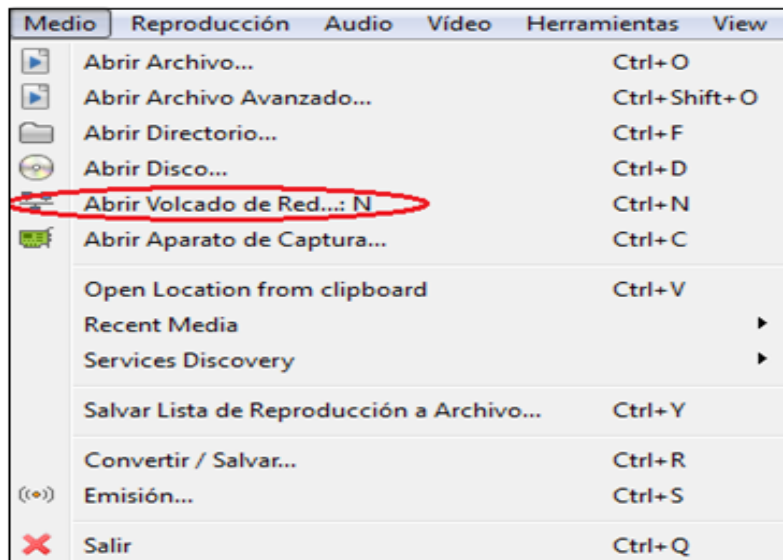 Medio Reproducción Audio Vídeo Herramientas View
Abrir Archivo... Ctrl+O
Abrir Archivo Avanzado... Ctrl+Shift+O
Abrir Directorio... Ctrl+F
Abrir Disco... Ctrl+D
Abrir Volcado de Red...: N Ctrl+N
Abrir Aparato de Captura... Ctrl+C
Open Location from clipboard Ctrl+V
Recent Media
Services Discovery
Salvar Lista de Reproducción a Archivo... Ctrl+Y
Convertir / Salvar... Ctrl+R
Emisión... Ctrl+S
Salir Ctrl+Q